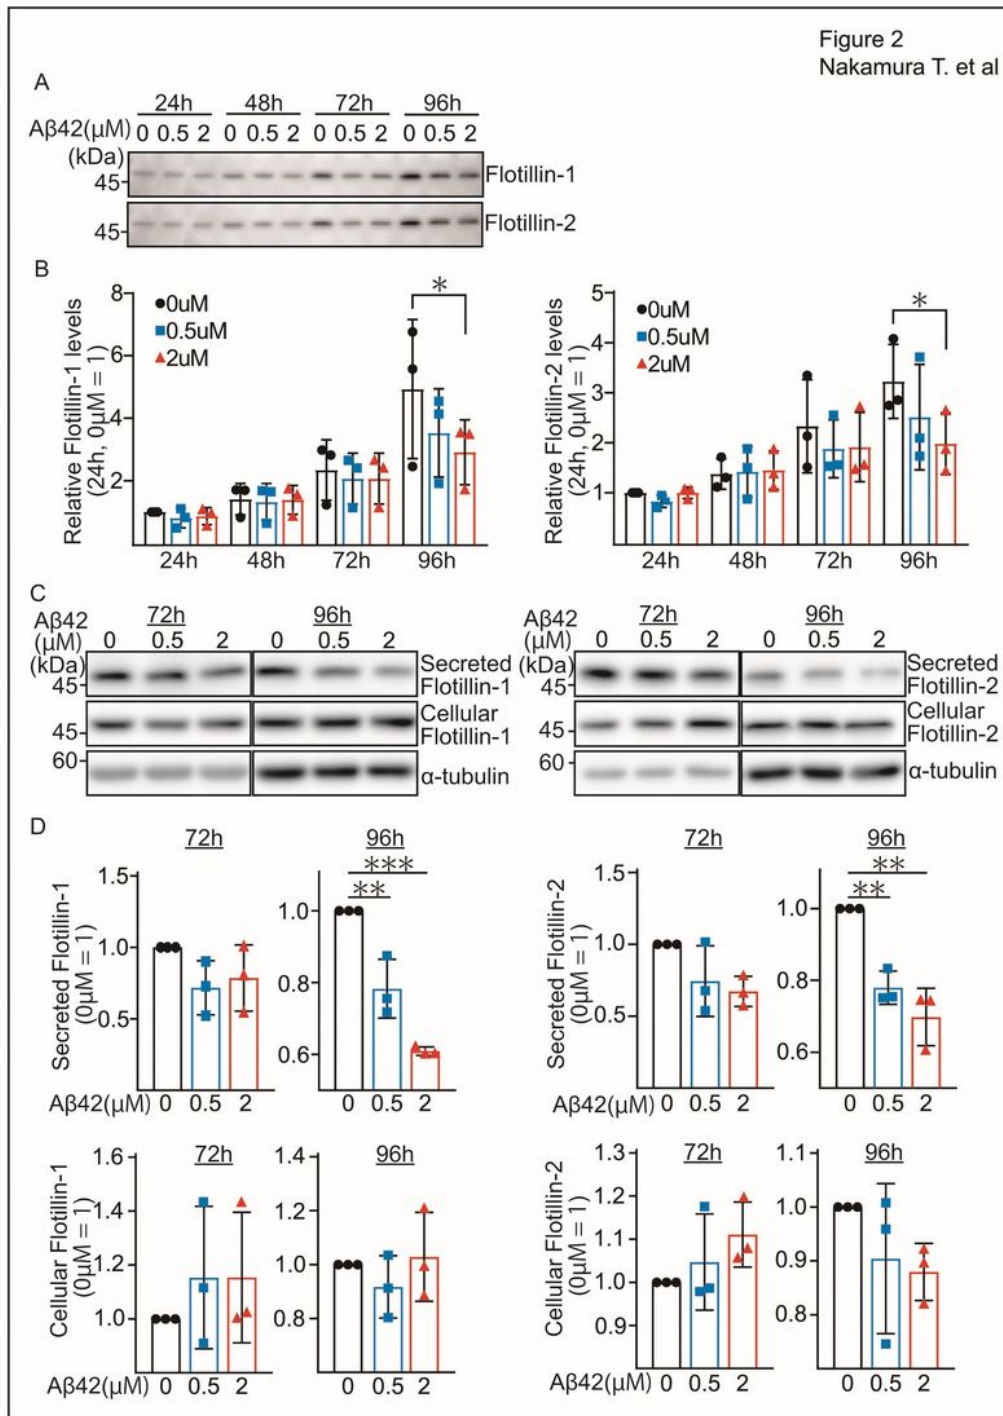 Figure 2
Nakamura T. et al
A
24h 48h 72h 96h
Aβ42(μM) 0 0.5 2 0 0.5 2 0 0.5 2 0 0.5 2
(kDa)
45
Flotillin-1
45
Flotillin-2
B
Relative Flotillin-1 levels
(24h, 0μM = 1)
8
6
4
2
0uM
0.5uM
2uM
*
24h 48h 72h 96h
Relative Flotillin-2 levels
(24h, 0μM = 1)
5
4
3
2
1
0uM
0.5uM
2uM
*
24h 48h 72h 96h
C
Aβ42 72h 96h
(μM) 0 0.5 2 0 0.5 2
(kDa)
45
Secreted
Flotillin-1
45
Cellular
Flotillin-1
60
α-tubulin
Aβ42 72h 96h
(μM) 0 0.5 2 0 0.5 2
(kDa)
45
Secreted
Flotillin-2
45
Cellular
Flotillin-2
60
α-tubulin
D
Secreted Flotillin-1
(0μM = 1)
72h
1.5
1.0
0.5
96h
***
**
1.0
0.8
0.6
Aβ42(μM) 0 0.5 2 0 0.5 2
Secreted Flotillin-2
(0μM = 1)
72h
1.5
1.0
0.5
96h
**
**
1.0
0.8
0.6
Aβ42(μM) 0 0.5 2 0 0.5 2
Cellular Flotillin-1
(0μM = 1)
72h
1.6
1.4
1.2
1.0
96h
1.4
1.2
1.0
0.8
Aβ42(μM) 0 0.5 2 0 0.5 2
Cellular Flotillin-2
(0μM = 1)
72h
1.3
1.2
1.1
1.0
0.9
96h
1.1
1.0
0.9
0.8
Aβ42(μM) 0 0.5 2 0 0.5 2